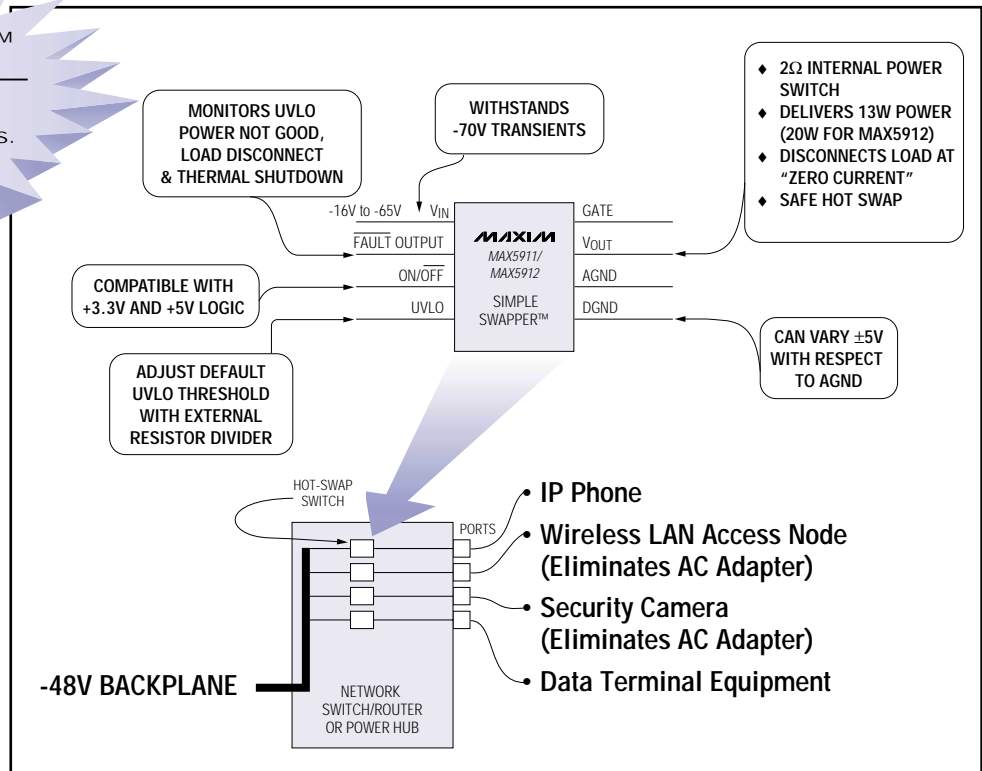 M
S.
MONITORS UVLO
POWER NOT GOOD,
LOAD DISCONNECT
& THERMAL SHUTDOWN
WITHSTANDS
-70V TRANSIENTS
♦ 2Ω INTERNAL POWER
SWITCH
♦ DELIVERS 13W POWER
(20W FOR MAX5912)
♦ DISCONNECTS LOAD AT
“ZERO CURRENT”
♦ SAFE HOT SWAP
-16V to -65V VIN
FAULT OUTPUT
ON/OFF
UVLO
MAXIM
MAX5911/
MAX5912
SIMPLE
SWAPPER™
GATE
VOUT
AGND
DGND
COMPATIBLE WITH
+3.3V AND +5V LOGIC
ADJUST DEFAULT
UVLO THRESHOLD
WITH EXTERNAL
RESISTOR DIVIDER
CAN VARY ±5V
WITH RESPECT
TO AGND
HOT-SWAP
SWITCH
PORTS
• IP Phone
• Wireless LAN Access Node
(Eliminates AC Adapter)
• Security Camera
(Eliminates AC Adapter)
• Data Terminal Equipment
-48V BACKPLANE
NETWORK
SWITCH/ROUTER
OR POWER HUB